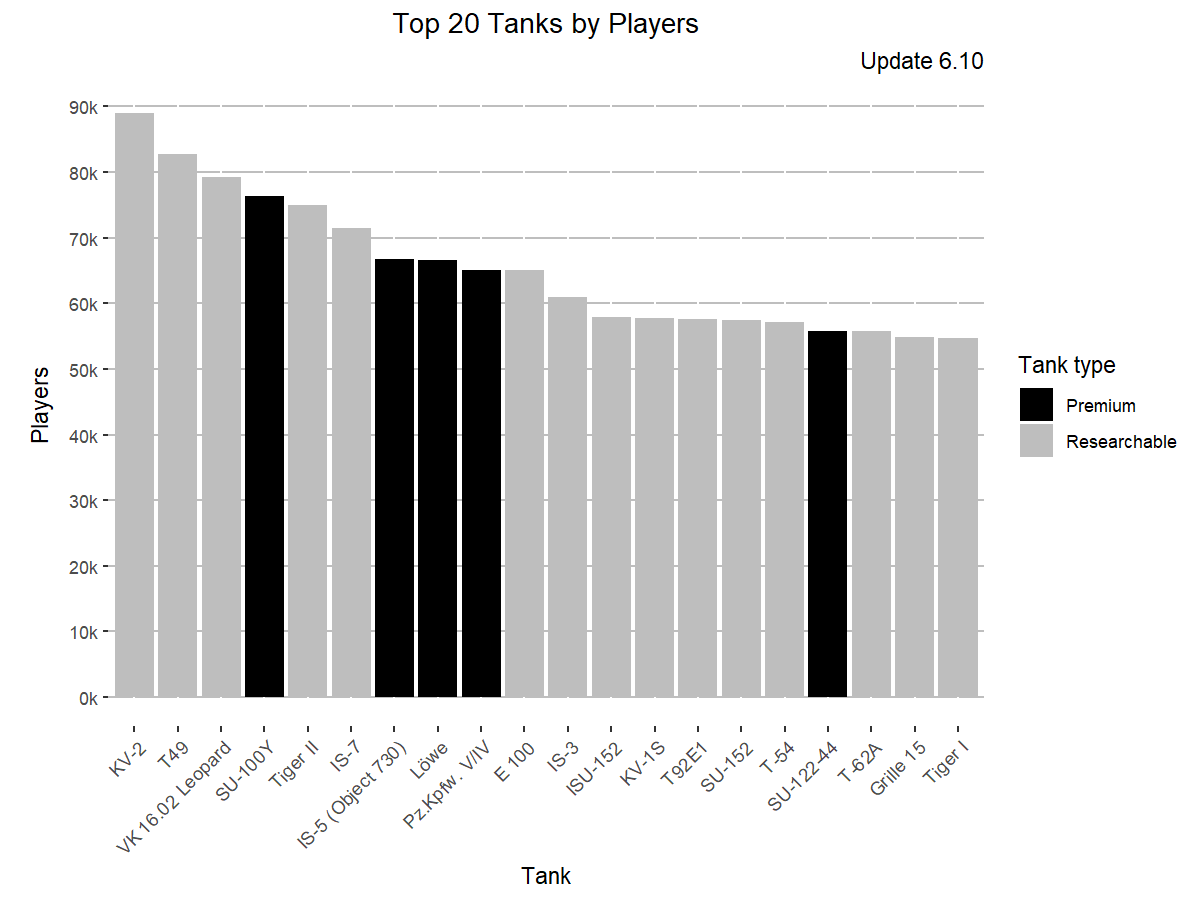 Top 20 Tanks by Players
Update 6.10
90k
80k
70k
60k
50k
40k
30k
20k
10k
0k
Players
KV-2
T49
VK 16.02 Leopard
SU-100Y
Tiger II
IS-7
IS-5 (Object 730)
Löwe
Pz.Kpfw. V/IV
E 100
IS-3
ISU-152
KV-1S
T92E1
SU-152
T-54
SU-122-44
T-62A
Grille 15
Tiger I
Tank
Tank type
Premium
Researchable